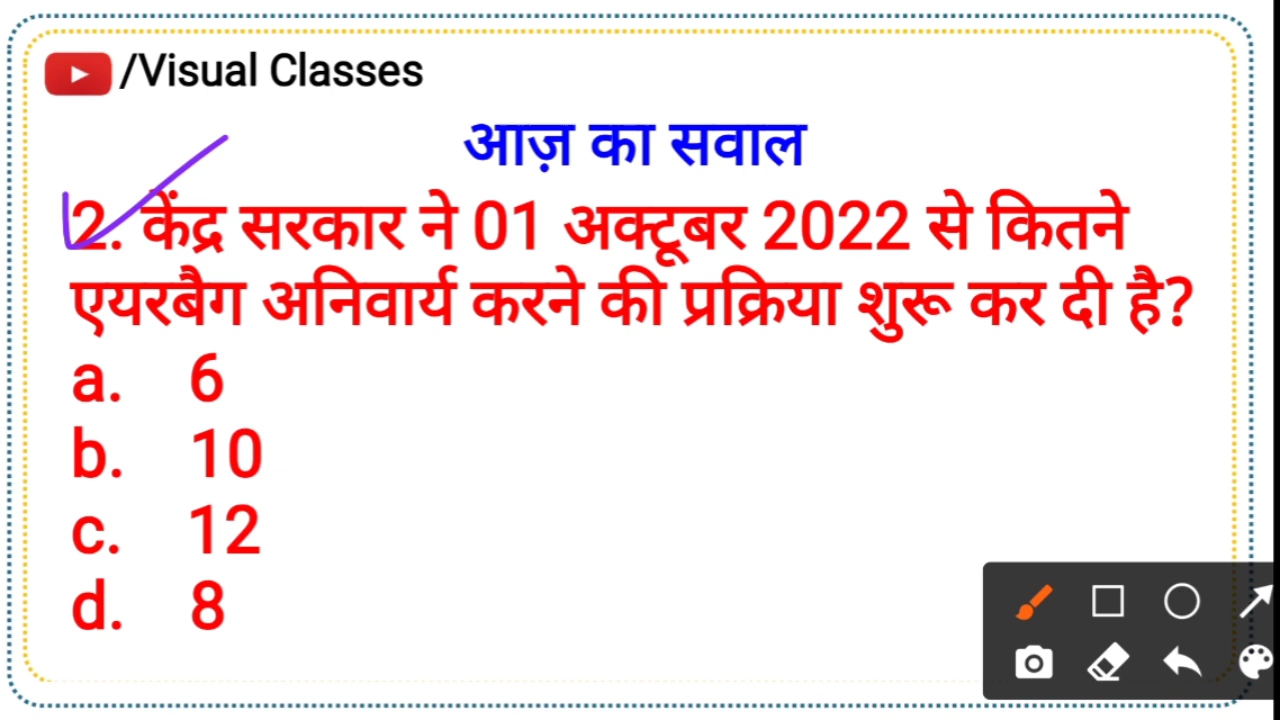 /Visual Classes
आज़ का सवाल
2. केंद्र सरकार ने 01 अक्टूबर 2022 से कितने
एयरबैग अनिवार्य करने की प्रक्रिया शुरू कर दी है?
a. 6
b. 10
c. 12
d. 8